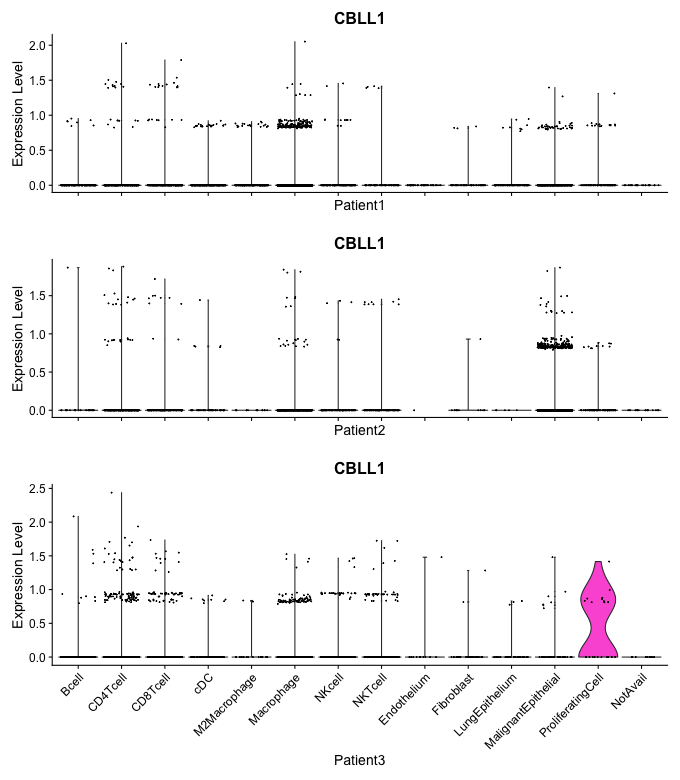 CBLL1
Expression Level
2.0
1.5
1.0
0.5
0.0
Patient1
CBLL1
Expression Level
1.5
1.0
0.5
0.0
Patient2
CBLL1
Expression Level
2.5
2.0
1.5
1.0
0.5
0.0
Bcell
CD4Tcell
CD8Tcell
cDC
M2Macrophage
Macrophage
NKcell
NKTcell
Endothelium
Fibroblast
LungEpithelium
MalignantEpithelial
ProliferatingCell
NotAvail
Patient3